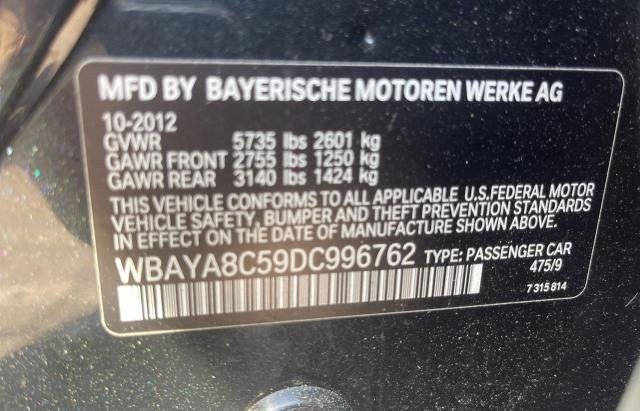 MFD BY BAYERISCHE MOTOREN WERKE AG
10-2012
GVWR 5735 lbs 2601 kg
GAWR FRONT 2755 lbs 1250 kg
GAWR REAR 3140 lbs 1424 kg
THIS VEHICLE CONFORMS TO ALL APPLICABLE U.S.FEDERAL MOTOR
VEHICLE SAFETY, BUMPER AND THEFT PREVENTION STANDARDS
IN EFFECT ON THE DATE OF MANUFACTURE SHOWN ABOVE.
WBAYA8C59DC996762 TYPE: PASSENGER CAR
475/9
7 315 814